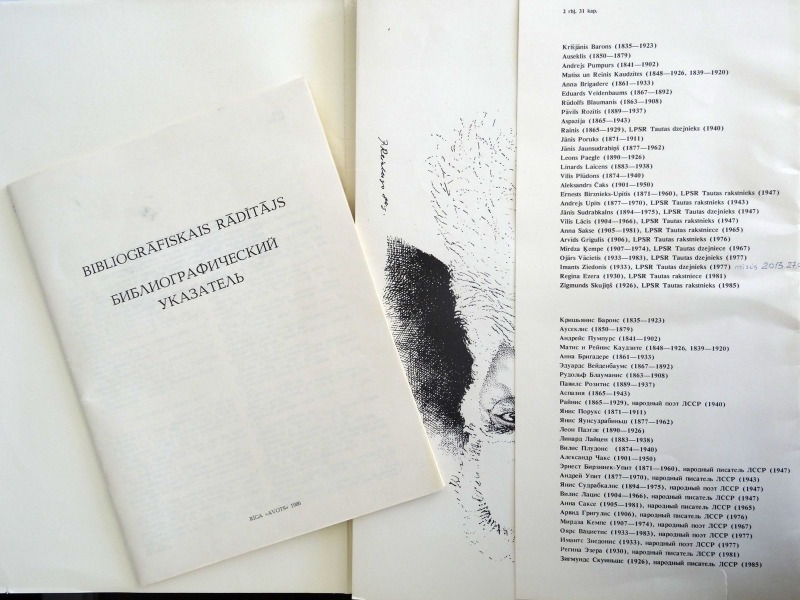 BIBLIOGRĀFISKAIS RĀDĪTĀJS
БИБЛИОГРАФИЧЕСКИЙ
УКАЗАТЕЛЬ
RĪGA «AVOTS» 1986
31 lap.
Krišjānis Barons (1835—1923)
Auseklis (1850—1879)
Andrejs Pumpurs (1841—1902)
Matīss un Reinis Kaudzītes (1848—1926, 1839—1920)
Anna Brigadere (1861—1933)
Eduards Veidenbaums (1867—1892)
Rūdolfs Blaumanis (1863—1908)
Pāvils Rozītis (1889—1937)
Aspazija (1865—1943)
Rainis (1865—1929), LPSR Tautas dzejnieks (1940)
Jānis Poruks (1871—1911)
Jānis Jaunsudrabiņš (1877—1962)
Leons Paegle (1890—1926)
Linards Laicens (1883—1938)
Vilis Plūdons (1874—1940)
Aleksandrs Čaks (1901—1950)
Ernests Birznieks-Upītis (1871—1960), LPSR Tautas rakstnieks (1947)
Andrejs Upīts (1877—1970), LPSR Tautas rakstnieks (1943)
Jānis Sudrabkalns (1894—1975), LPSR Tautas dzejnieks (1947)
Vilis Lācis (1904—1966), LPSR Tautas rakstnieks (1947)
Anna Sakse (1905—1981), LPSR Tautas rakstniece (1965)
Arvīds Grigulis (1906), LPSR Tautas rakstnieks (1976)
Mirdza Ķempe (1907—1974), LPSR Tautas dzejniece (1967)
Ojārs Vācietis (1933—1983), LPSR Tautas dzejnieks (1977)
Imants Ziedonis (1933), LPSR Tautas dzejnieks (1977) miris 2013.27.0
Regīna Ezera (1930), LPSR Tautas rakstniece (1981)
Zigmunds Skujiņš (1926), LPSR Tautas rakstnieks (1985)
Кришьянис Баронс (1835—1923)
Аусеклис (1850—1879)
Андрейс Пумпурс (1841—1902)
Матис и Рейнис Каудзите (1848—1926, 1839—1920)
Анна Бригадере (1861—1933)
Эдуардс Вейденбаумс (1867—1892)
Рудольф Блауманис (1863—1908)
Павилс Розитис (1889—1937)
Аспазия (1865—1943)
Райнис (1865—1929), народный поэт ЛССР (1940)
Янис Порукс (1871—1911)
Янис Яунсудрабиньш (1877—1962)
Леон Паэгле (1890—1926)
Линард Лайцен (1883—1938)
Вилис Плудонс (1874—1940)
Александр Чакс (1901—1950)
Эрнест Бирзниек-Упит (1871—1960), народный писатель ЛССР (1947)
Андрей Упит (1877—1970), народный писатель ЛССР (1943)
Янис Судрабкалнс (1894—1975), народный поэт ЛССР (1947)
Вилис Лацис (1904—1966), народный писатель ЛССР (1947)
Анна Саксе (1905—1981), народный писатель ЛССР (1965)
Арвид Григулис (1906), народный писатель ЛССР (1976)
Мирдза Кемпе (1907—1974), народный поэт ЛССР (1967)
Оярс Вациетис (1933—1983), народный поэт ЛССР (1977)
Имантс Зиедонис (1933), народный поэт ЛССР (1977)
Регина Эзера (1930), народный писатель ЛССР (1981)
Зигмундс Скуиньш (1926), народный писатель ЛССР (1985)